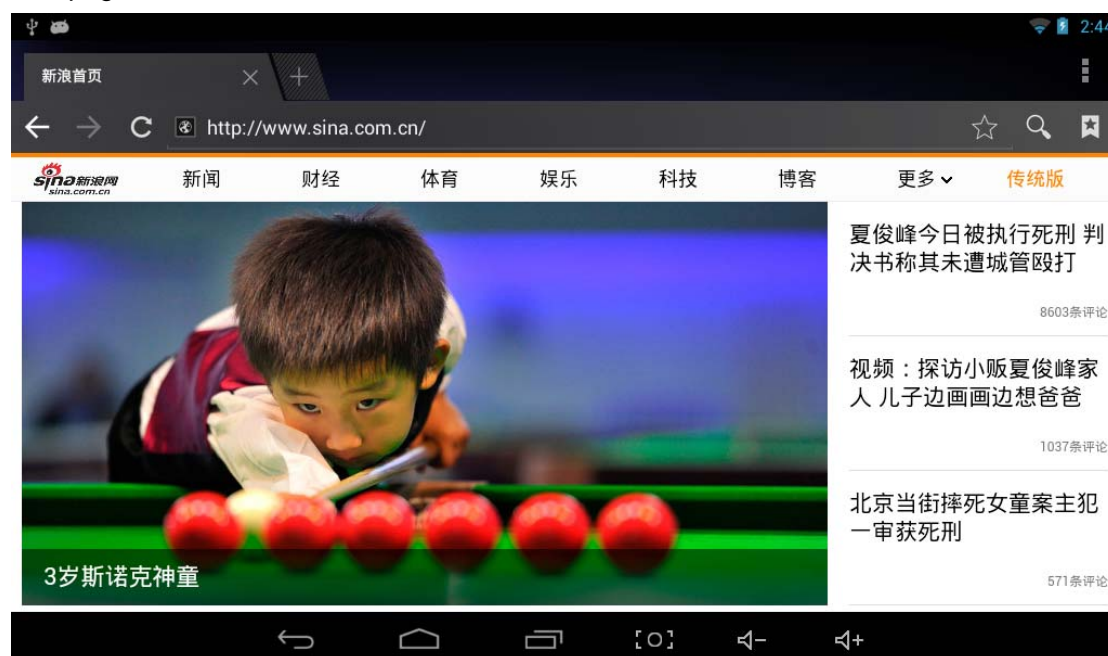 2:44
新浪首页
http://www.sina.com.cn/
sina新浪网
sina.com.cn
新闻 财经 体育 娱乐 科技 博客 更多 传统版
夏俊峰今日被执行死刑 判
决书称其未遭城管殴打
8603条评论
视频：探访小贩夏俊峰家
人 儿子边画画边想爸爸
1037条评论
北京当街摔死女童案主犯
一审获死刑
571条评论
3岁斯诺克神童